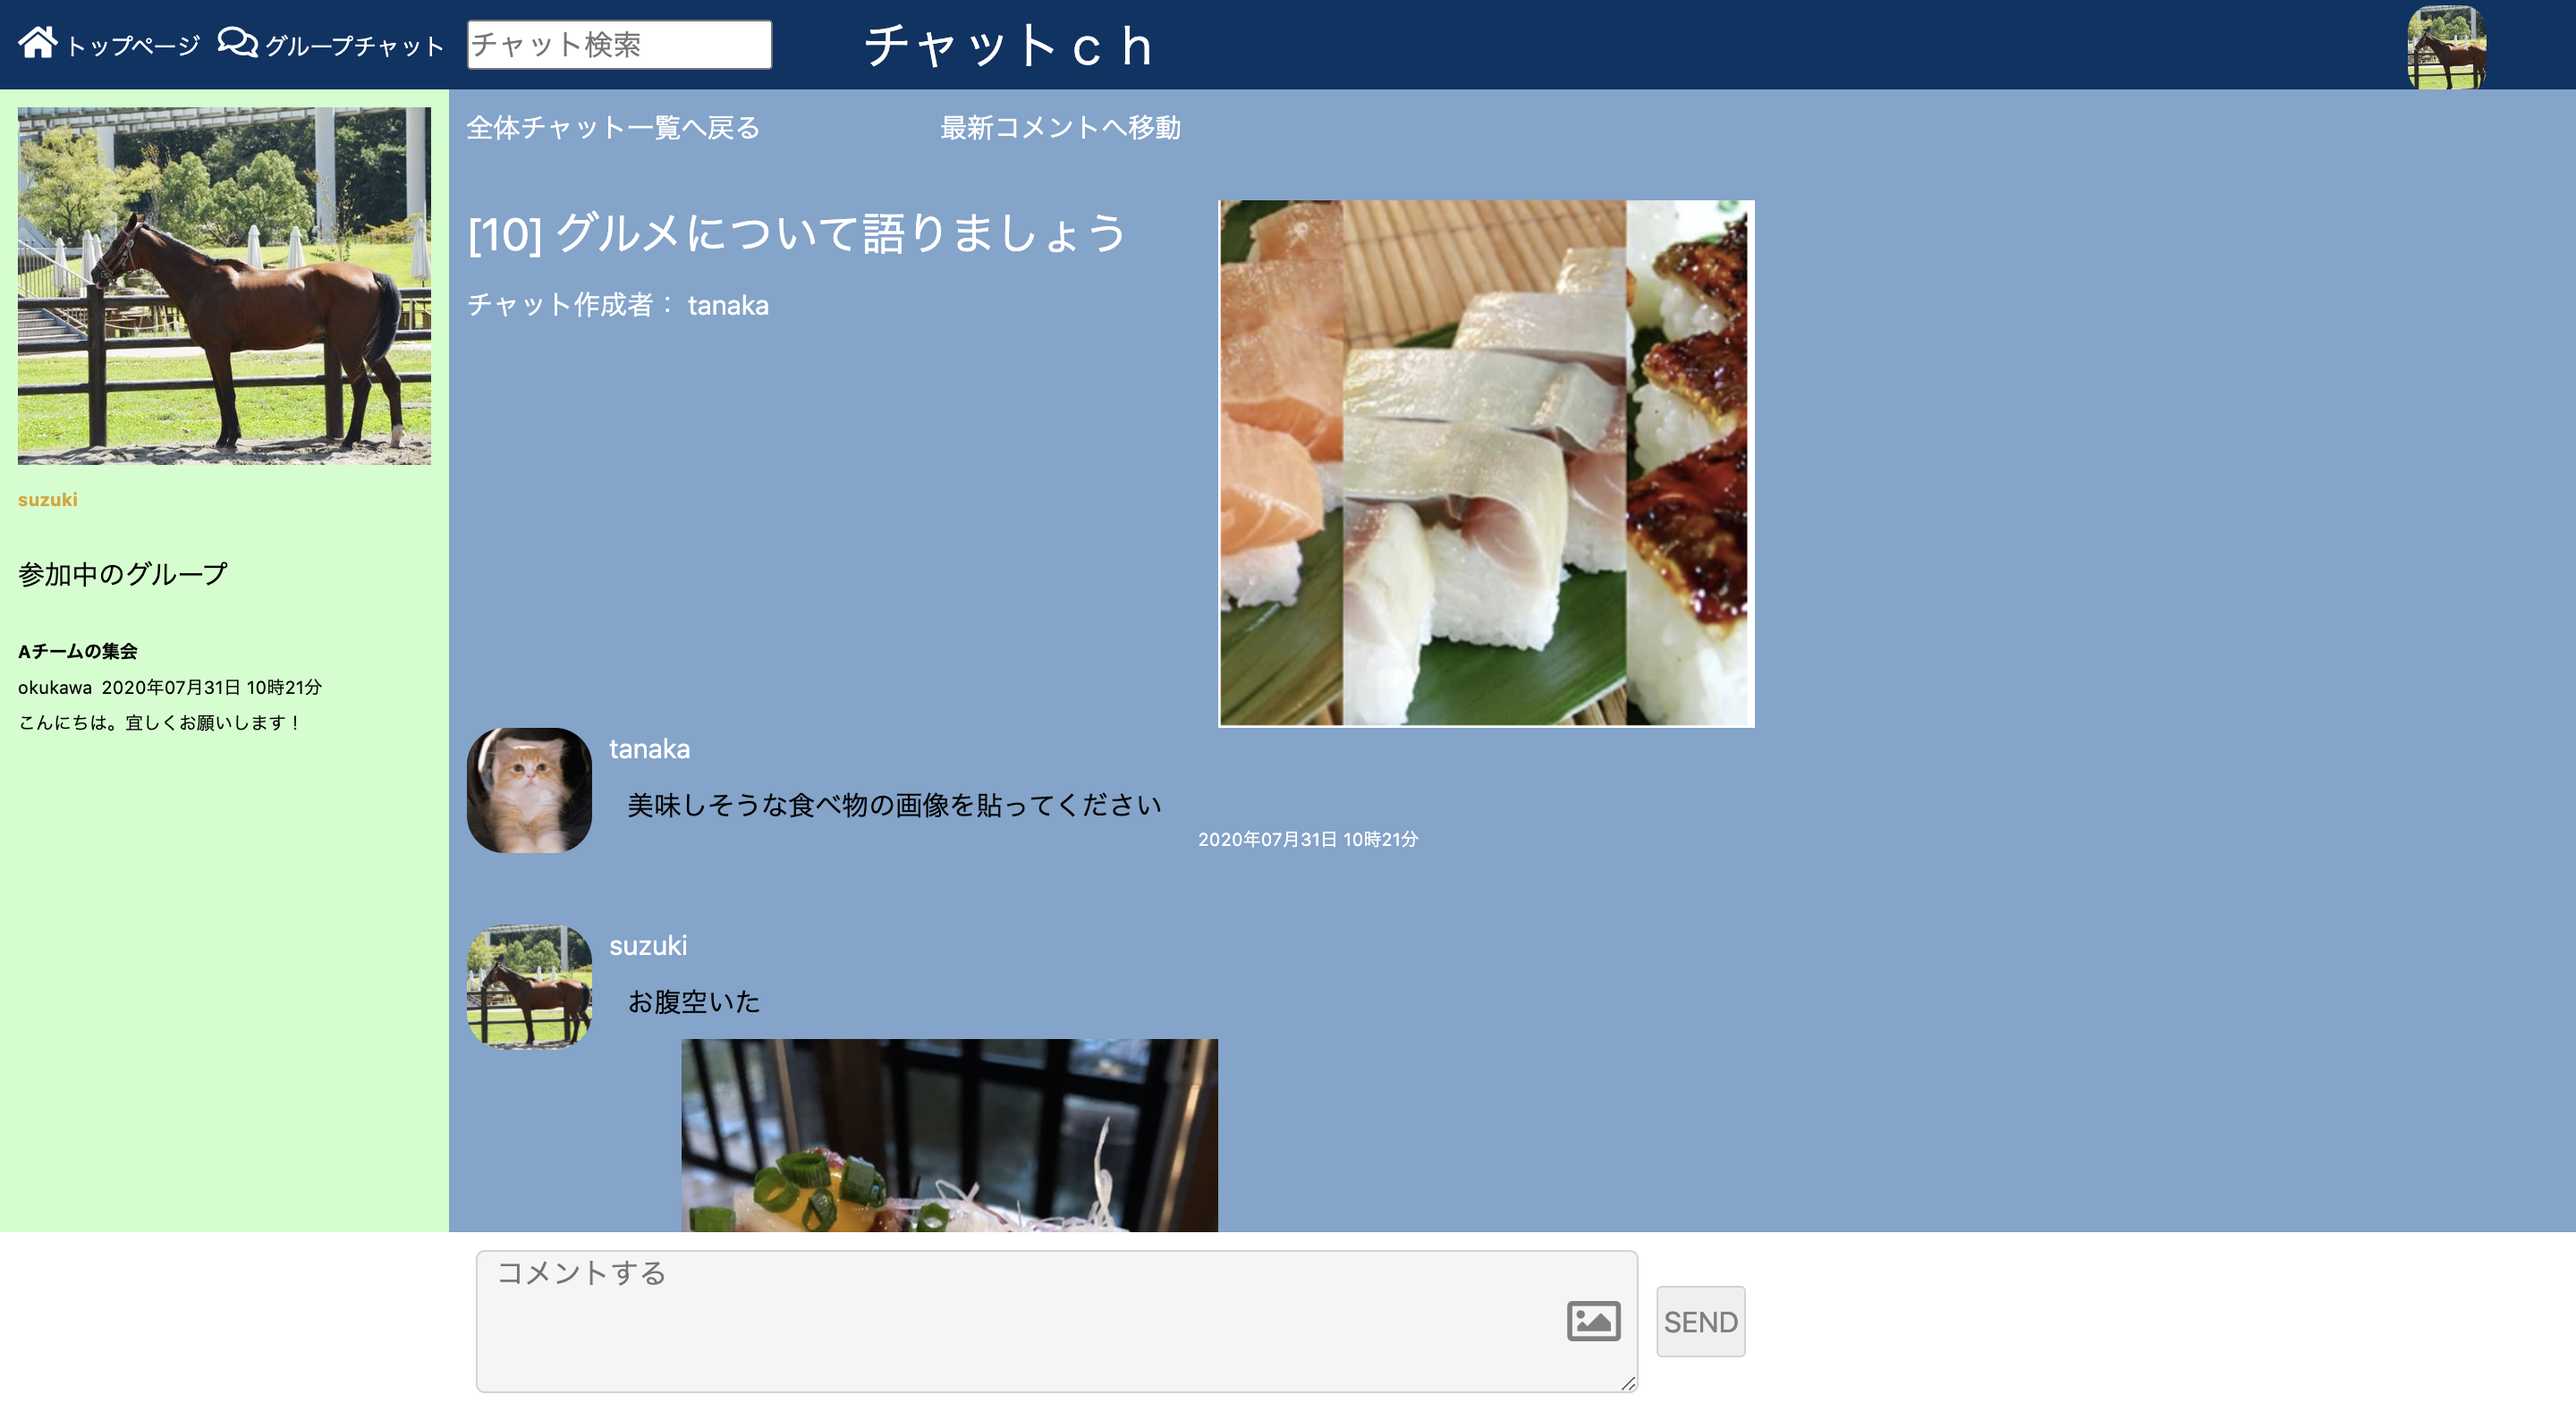 トップページ グループチャット チャット検索 チャットｃｈ
suzuki
参加中のグループ
Aチームの集会
okukawa 2020年07月31日 10時21分
こんにちは。宜しくお願いします！
全体チャット一覧へ戻る 最新コメントへ移動
[10] グルメについて語りましょう
チャット作成者： tanaka
tanaka
美味しそうな食べ物の画像を貼ってください
2020年07月31日 10時21分
suzuki
お腹空いた
コメントする
SEND